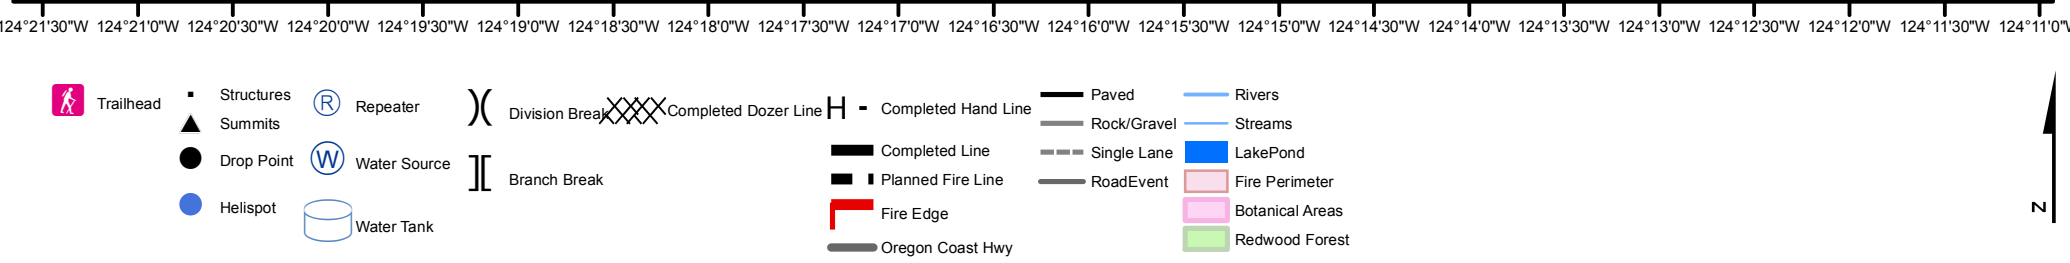 124°21'30"W 124°21'0"W 124°20'30"W 124°20'0"W 124°19'30"W 124°19'0"W 124°18'30"W 124°18'0"W 124°17'30"W 124°17'0"W 124°16'30"W 124°16'0"W 124°15'30"W 124°15'0"W 124°14'30"W 124°14'0"W 124°13'30"W 124°13'0"W 124°12'30"W 124°12'0"W 124°11'30"W 124°11'0"W
Trailhead
Structures
Summits
Drop Point
Helispot
R Repeater
W Water Source
Water Tank
Division Break
Branch Break
Completed Dozer Line
H Completed Hand Line
Completed Line
Planned Fire Line
Fire Edge
Oregon Coast Hwy
Paved
Rock/Gravel
Single Lane
RoadEvent
Rivers
Streams
LakePond
Fire Perimeter
Botanical Areas
Redwood Forest
N